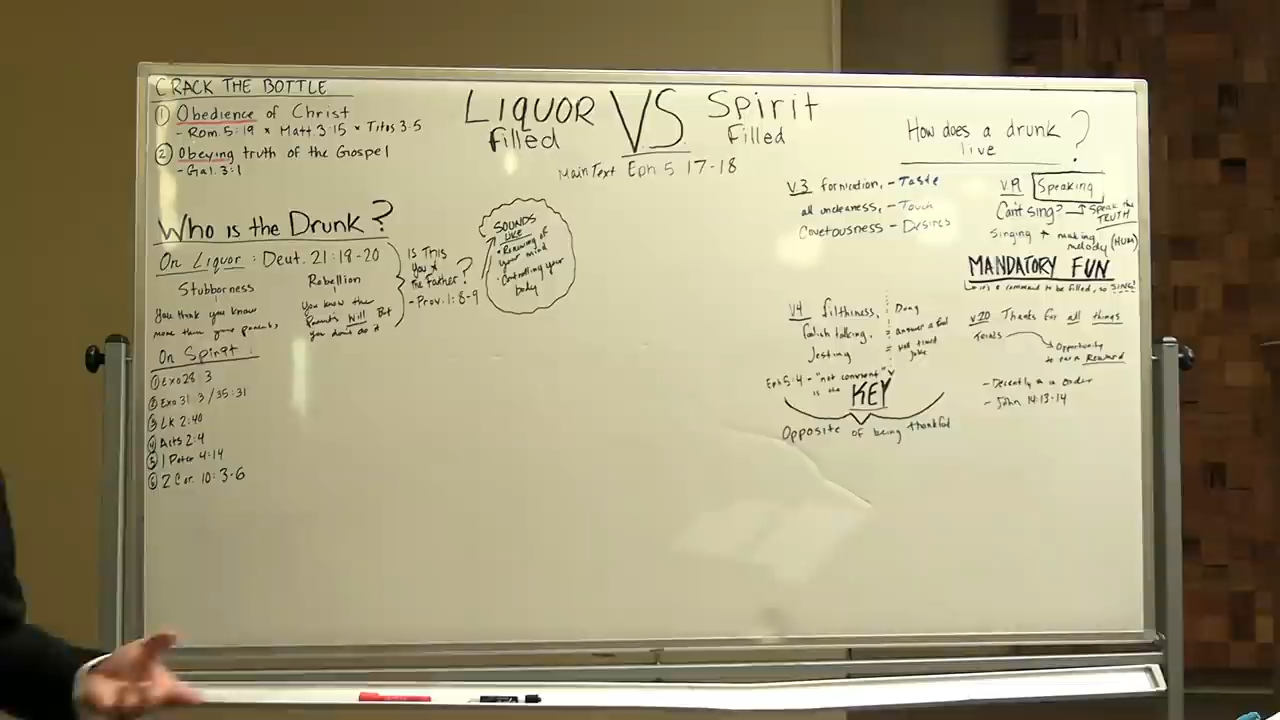 CRACK THE BOTTLE
① Obedience of Christ
- Rom. 5:19 x Matt. 3:15 x Titos 3:5
② Obeying truth of the Gospel
- Gal. 3:1
LIQUOR VS Spirit
filled Filled
Main Text Eph 5 17-18
How does a drunk
live ?
Who is the Drunk?
On Liquor : Deut. 21:19-20
Stubborness
You think you know
more than your parents,
Rebellion
You know the
Parent's Will But
you don't do it
Is This
You &
the Father ?
- Prov. 1:8-9
SOUNDS
LIKE
• Renewing of
your mind
• Controlling your
body
On Spirit :
① Exo 28:3
② Exo 31:3 / 35:31
③ Lk 2:40
④ Acts 2:4
⑤ 1 Peter 4:14
⑥ 2 Cor. 10:3-6
V.3 fornication, - Taste
all uncleaness, - Touch
Covetousness - Desires
V4 filthiness, Dung
foolish talking, = answer a fool
Jesting = well timed
joke
Eph 5:4 - "not convenient"
is the KEY
Opposite of being thankful
V.19 Speaking
Can't sing? → Speak the
TRUTH
Singing + making
melody (HUM)
MANDATORY FUN
it's a command to be filled, so SING!
V20 Thanks for all things
Trials
Opportunity
to earn Reward
- Decently & n order
- John 14:13-14